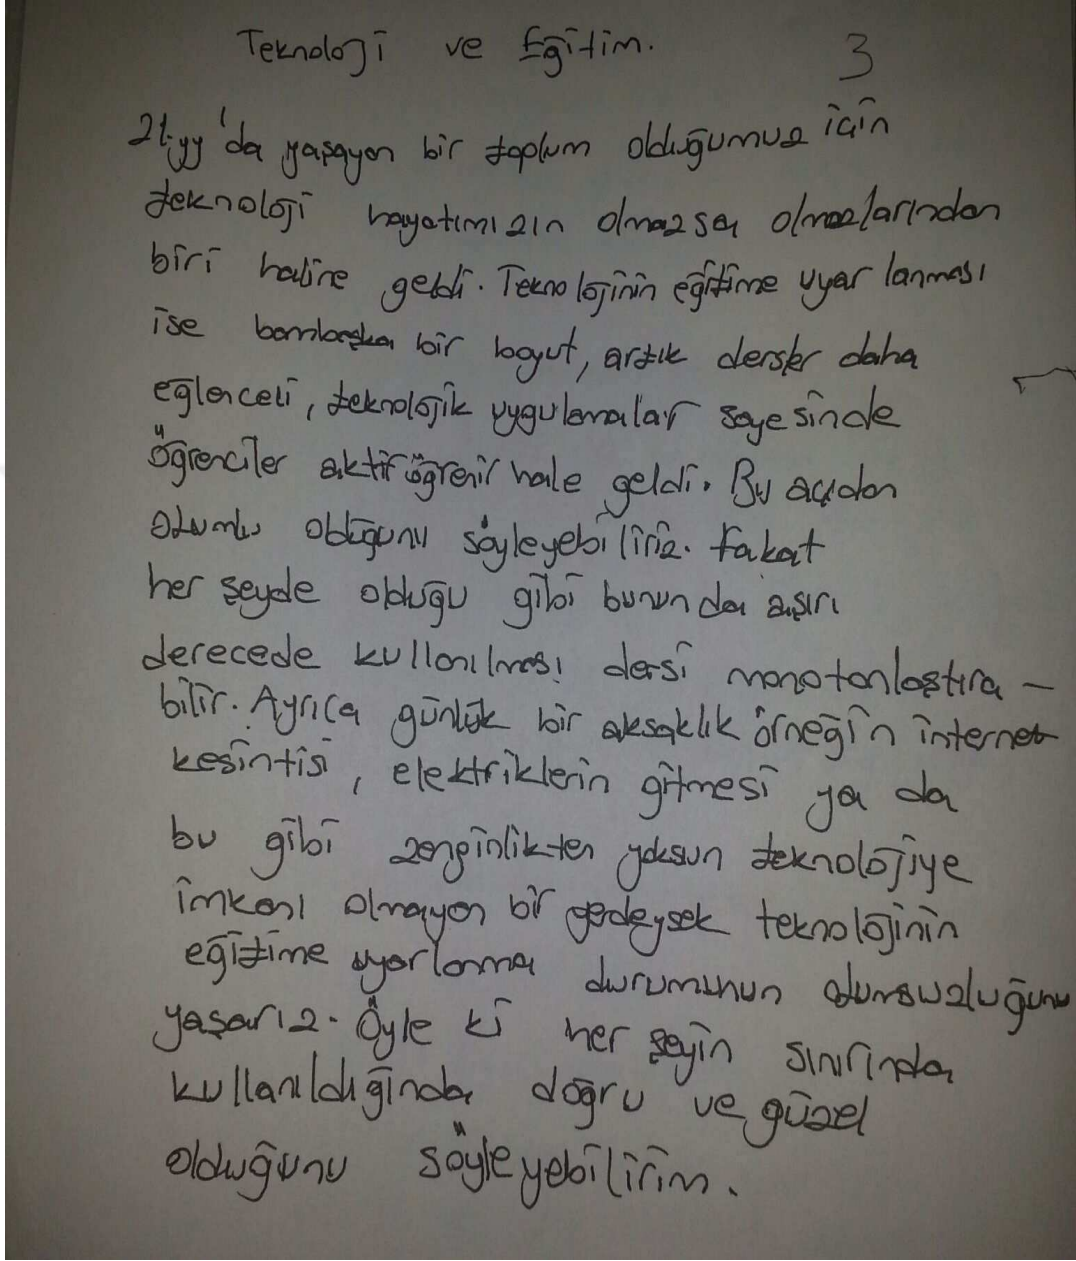 Teknoloji ve Eğitim.
3
21.yy'da yaşayan bir toplum olduğumuz için
teknoloji hayatımızın olmazsa olmazlarından
biri haline geldi. Teknolojinin eğitime uyarlanması
ise bambaşka bir boyut, artık dersler daha
eğlenceli, teknolojik uygulamalar sayesinde
öğrenciler aktif öğrenir hale geldi. Bu açıdan
olumlu olduğunu söyleyebiliriz. Fakat
her şeyde olduğu gibi bununda aşırı
derecede kullanılması dersi monotonlaştıra-
bilir. Ayrıca günlük bir aksaklık örneğin internet
kesintisi, elektriklerin gitmesi ya da
bu gibi zenginlikten yoksun teknolojiye
imkanı olmayan bir yerdeysek teknolojinin
eğitime uyarlanma durumunun olumsuzluğunu
yaşarız. Öyle ki her şeyin sınırında
kullanıldığında doğru ve güzel
olduğunu söyleyebilirim.